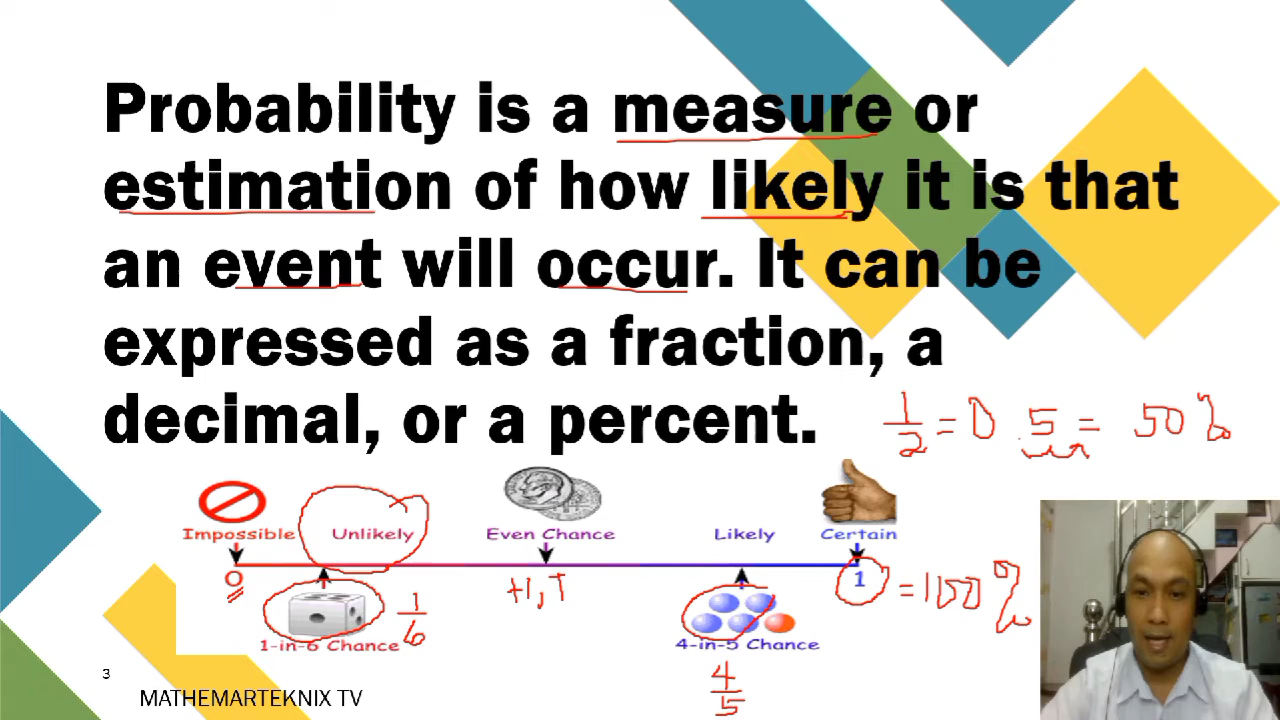 Probability is a measure or
estimation of how likely it is that
an event will occur. It can be
expressed as a fraction, a
decimal, or a percent.
1/2 = 0.5 = 50%
Impossible Unlikely Even Chance Likely Certain
0 1 = 100%
H, T
1/6
1-in-6 Chance 4-in-5 Chance
4/5
3
MATHEMARTEKNIX TV